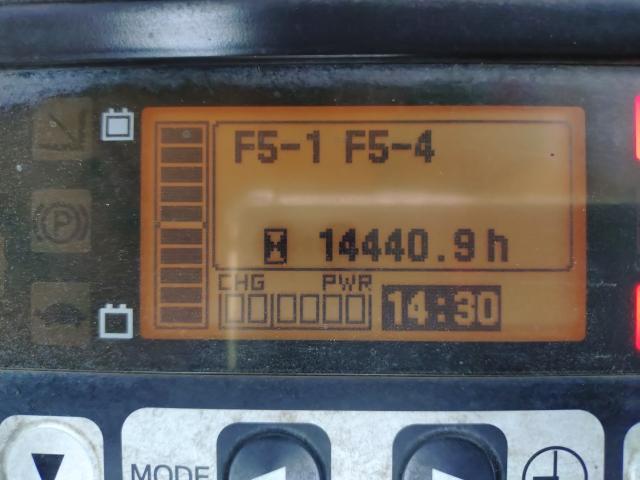 F5-1 F5-4
14440.9 h
CHG PWR
14:30
P
MODE